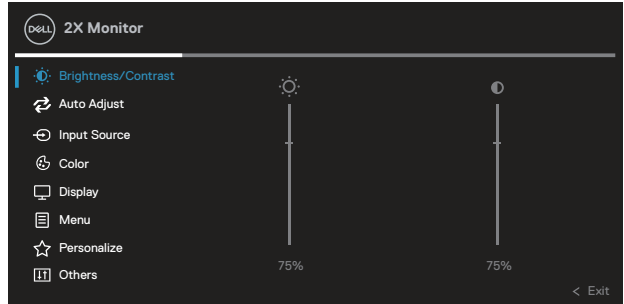 DELL 2X Monitor
Brightness/Contrast
Auto Adjust
Input Source
Color
Display
Menu
Personalize
Others
75% 75%
< Exit